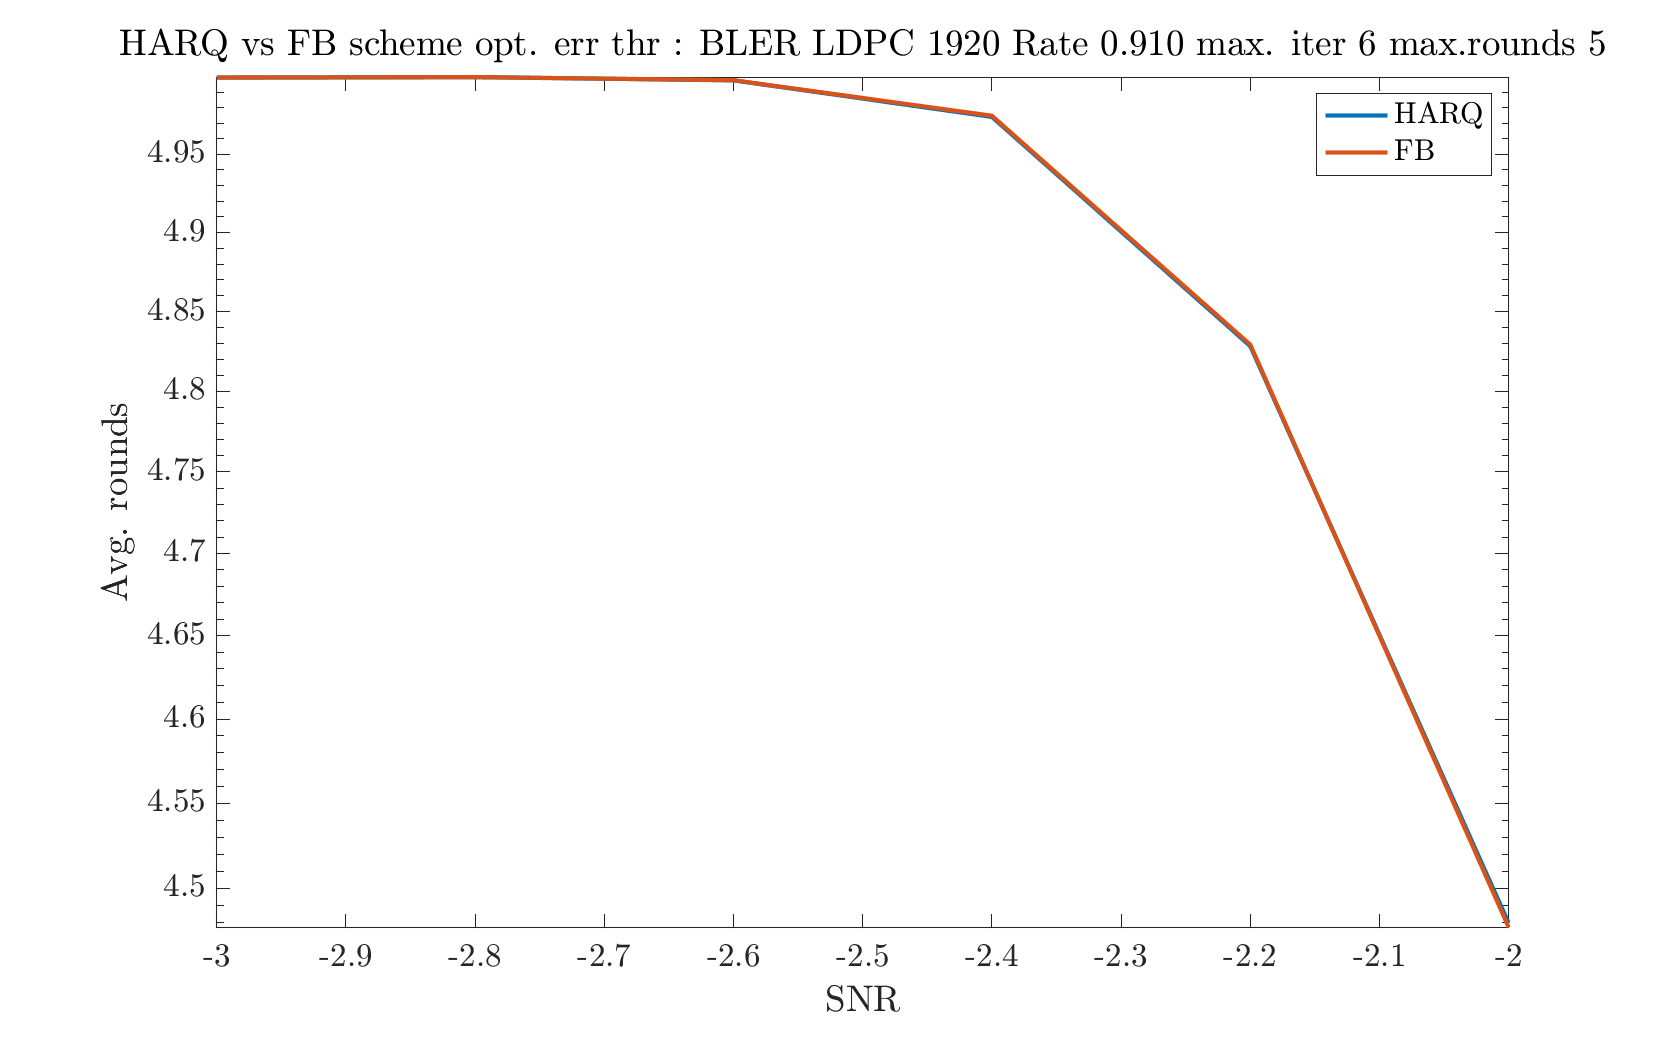 HARQ vs FB scheme opt. err thr : BLER LDPC 1920 Rate 0.910 max. iter 6 max.rounds 5
HARQ
FB
4.95
4.9
4.85
4.8
4.75
4.7
4.65
4.6
4.55
4.5
Avg. rounds
-3 -2.9 -2.8 -2.7 -2.6 -2.5 -2.4 -2.3 -2.2 -2.1 -2
SNR